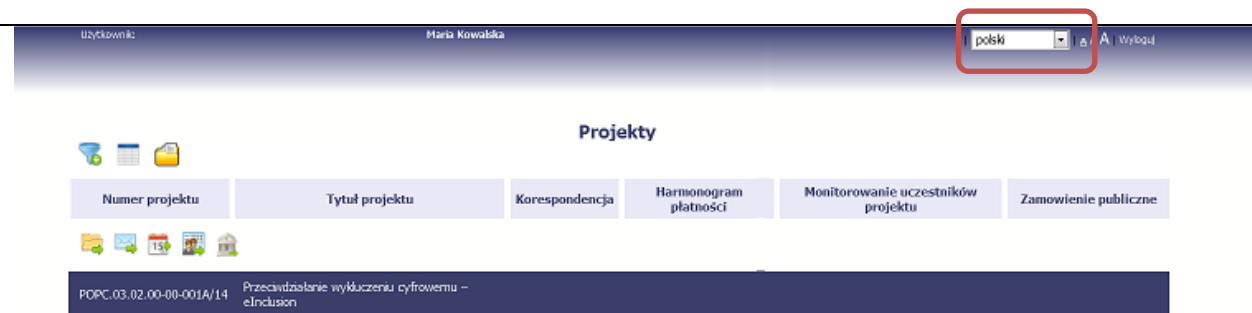 Użytkownik: Maria Kowalska | polski | A A A | Wyloguj
Projekty
Numer projektu Tytuł projektu Korespondencja Harmonogram płatności Monitorowanie uczestników projektu Zamowienie publiczne
15
POPC.03.02.00-00-001A/14 Przeciwdziałanie wykluczeniu cyfrowemu –
eInclusion